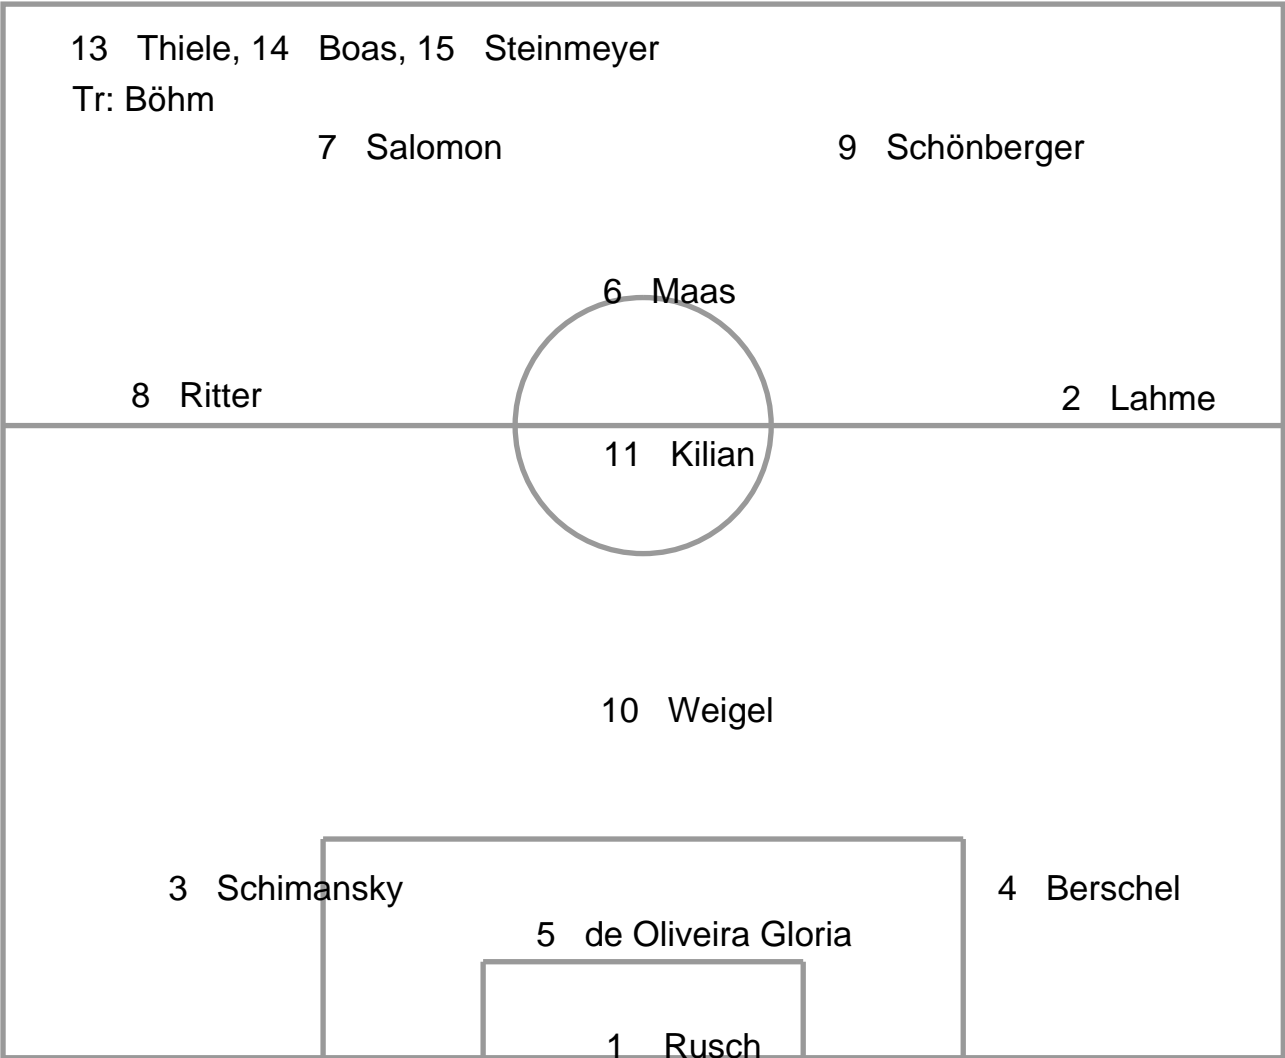 13 Thiele, 14 Boas, 15 Steinmeyer
Tr: Böhm
7 Salomon 9 Schönberger
6 Maas
8 Ritter 2 Lahme
11 Kilian
10 Weigel
3 Schimansky 4 Berschel
5 de Oliveira Gloria
1 Rusch